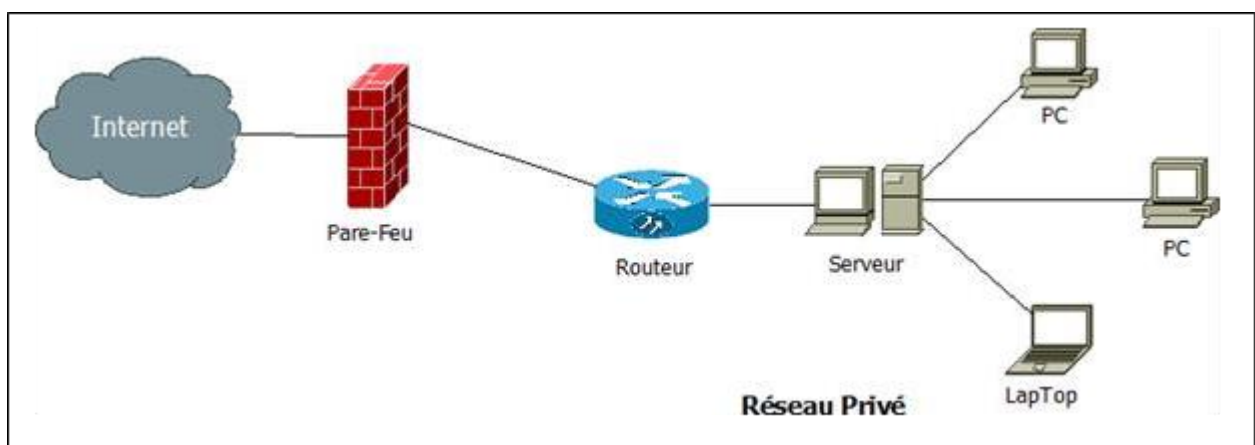 Internet
Pare-Feu
Routeur
Serveur
PC
PC
LapTop
Réseau Privé